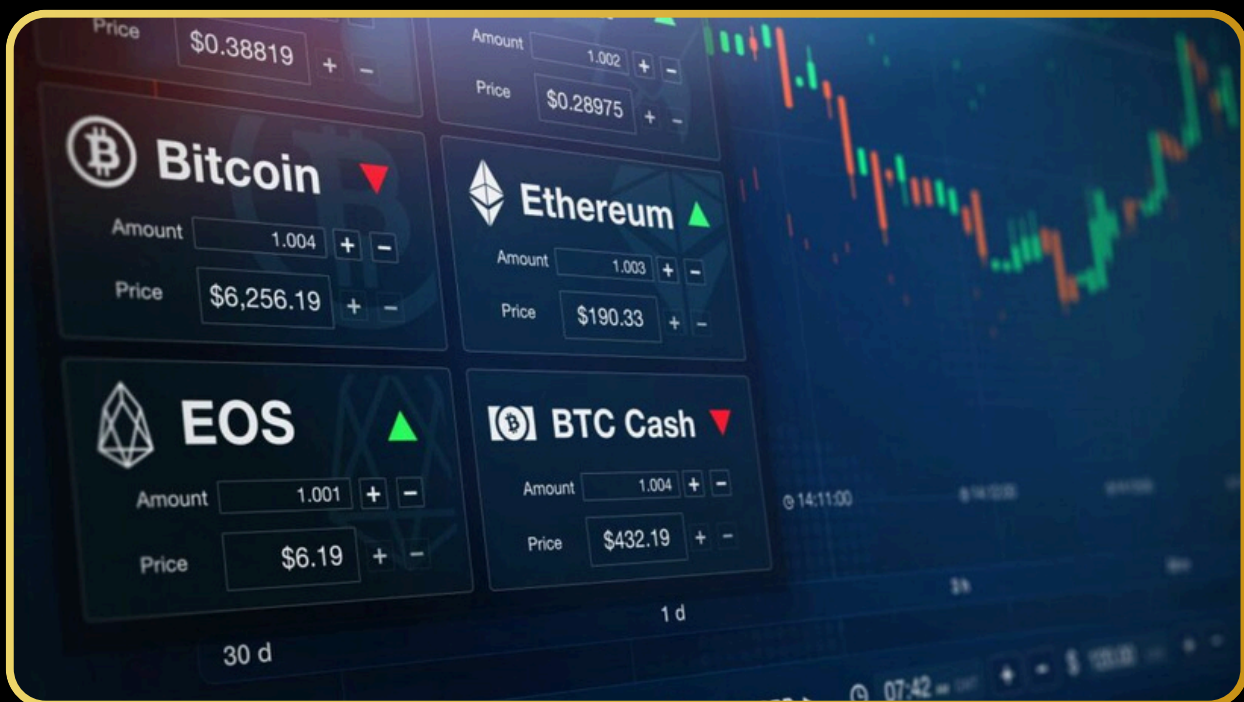 Price $0.38819 + −
Amount 1.002 + −
Price $0.28975 + −
Bitcoin
Amount 1.004 + −
Price $6,256.19 + −
Ethereum
Amount 1.003 + −
Price $190.33 + −
EOS
Amount 1.001 + −
Price $6.19 + −
BTC Cash
Amount 1.004 + −
Price $432.19 + −
14:11:00
30 d
1 d
07:42
+ − $